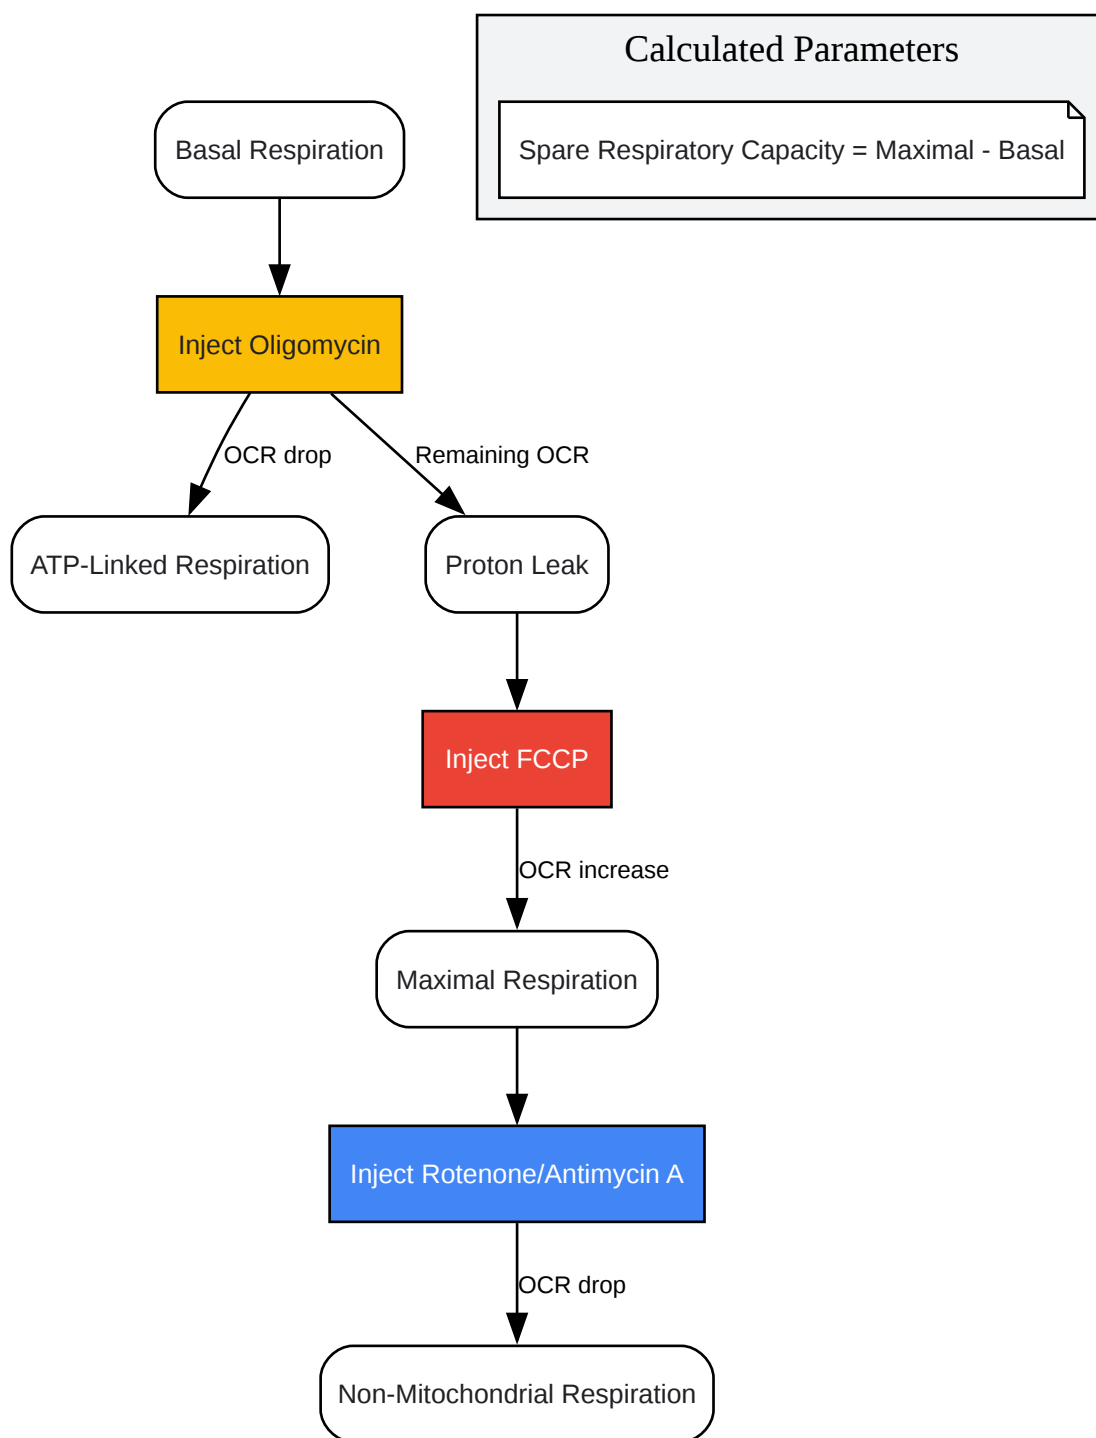 Calculated Parameters
Basal Respiration
Spare Respiratory Capacity = Maximal - Basal
Inject Oligomycin
OCR drop
Remaining OCR
ATP-Linked Respiration
Proton Leak
Inject FCCP
OCR increase
Maximal Respiration
Inject Rotenone/Antimycin A
OCR drop
Non-Mitochondrial Respiration